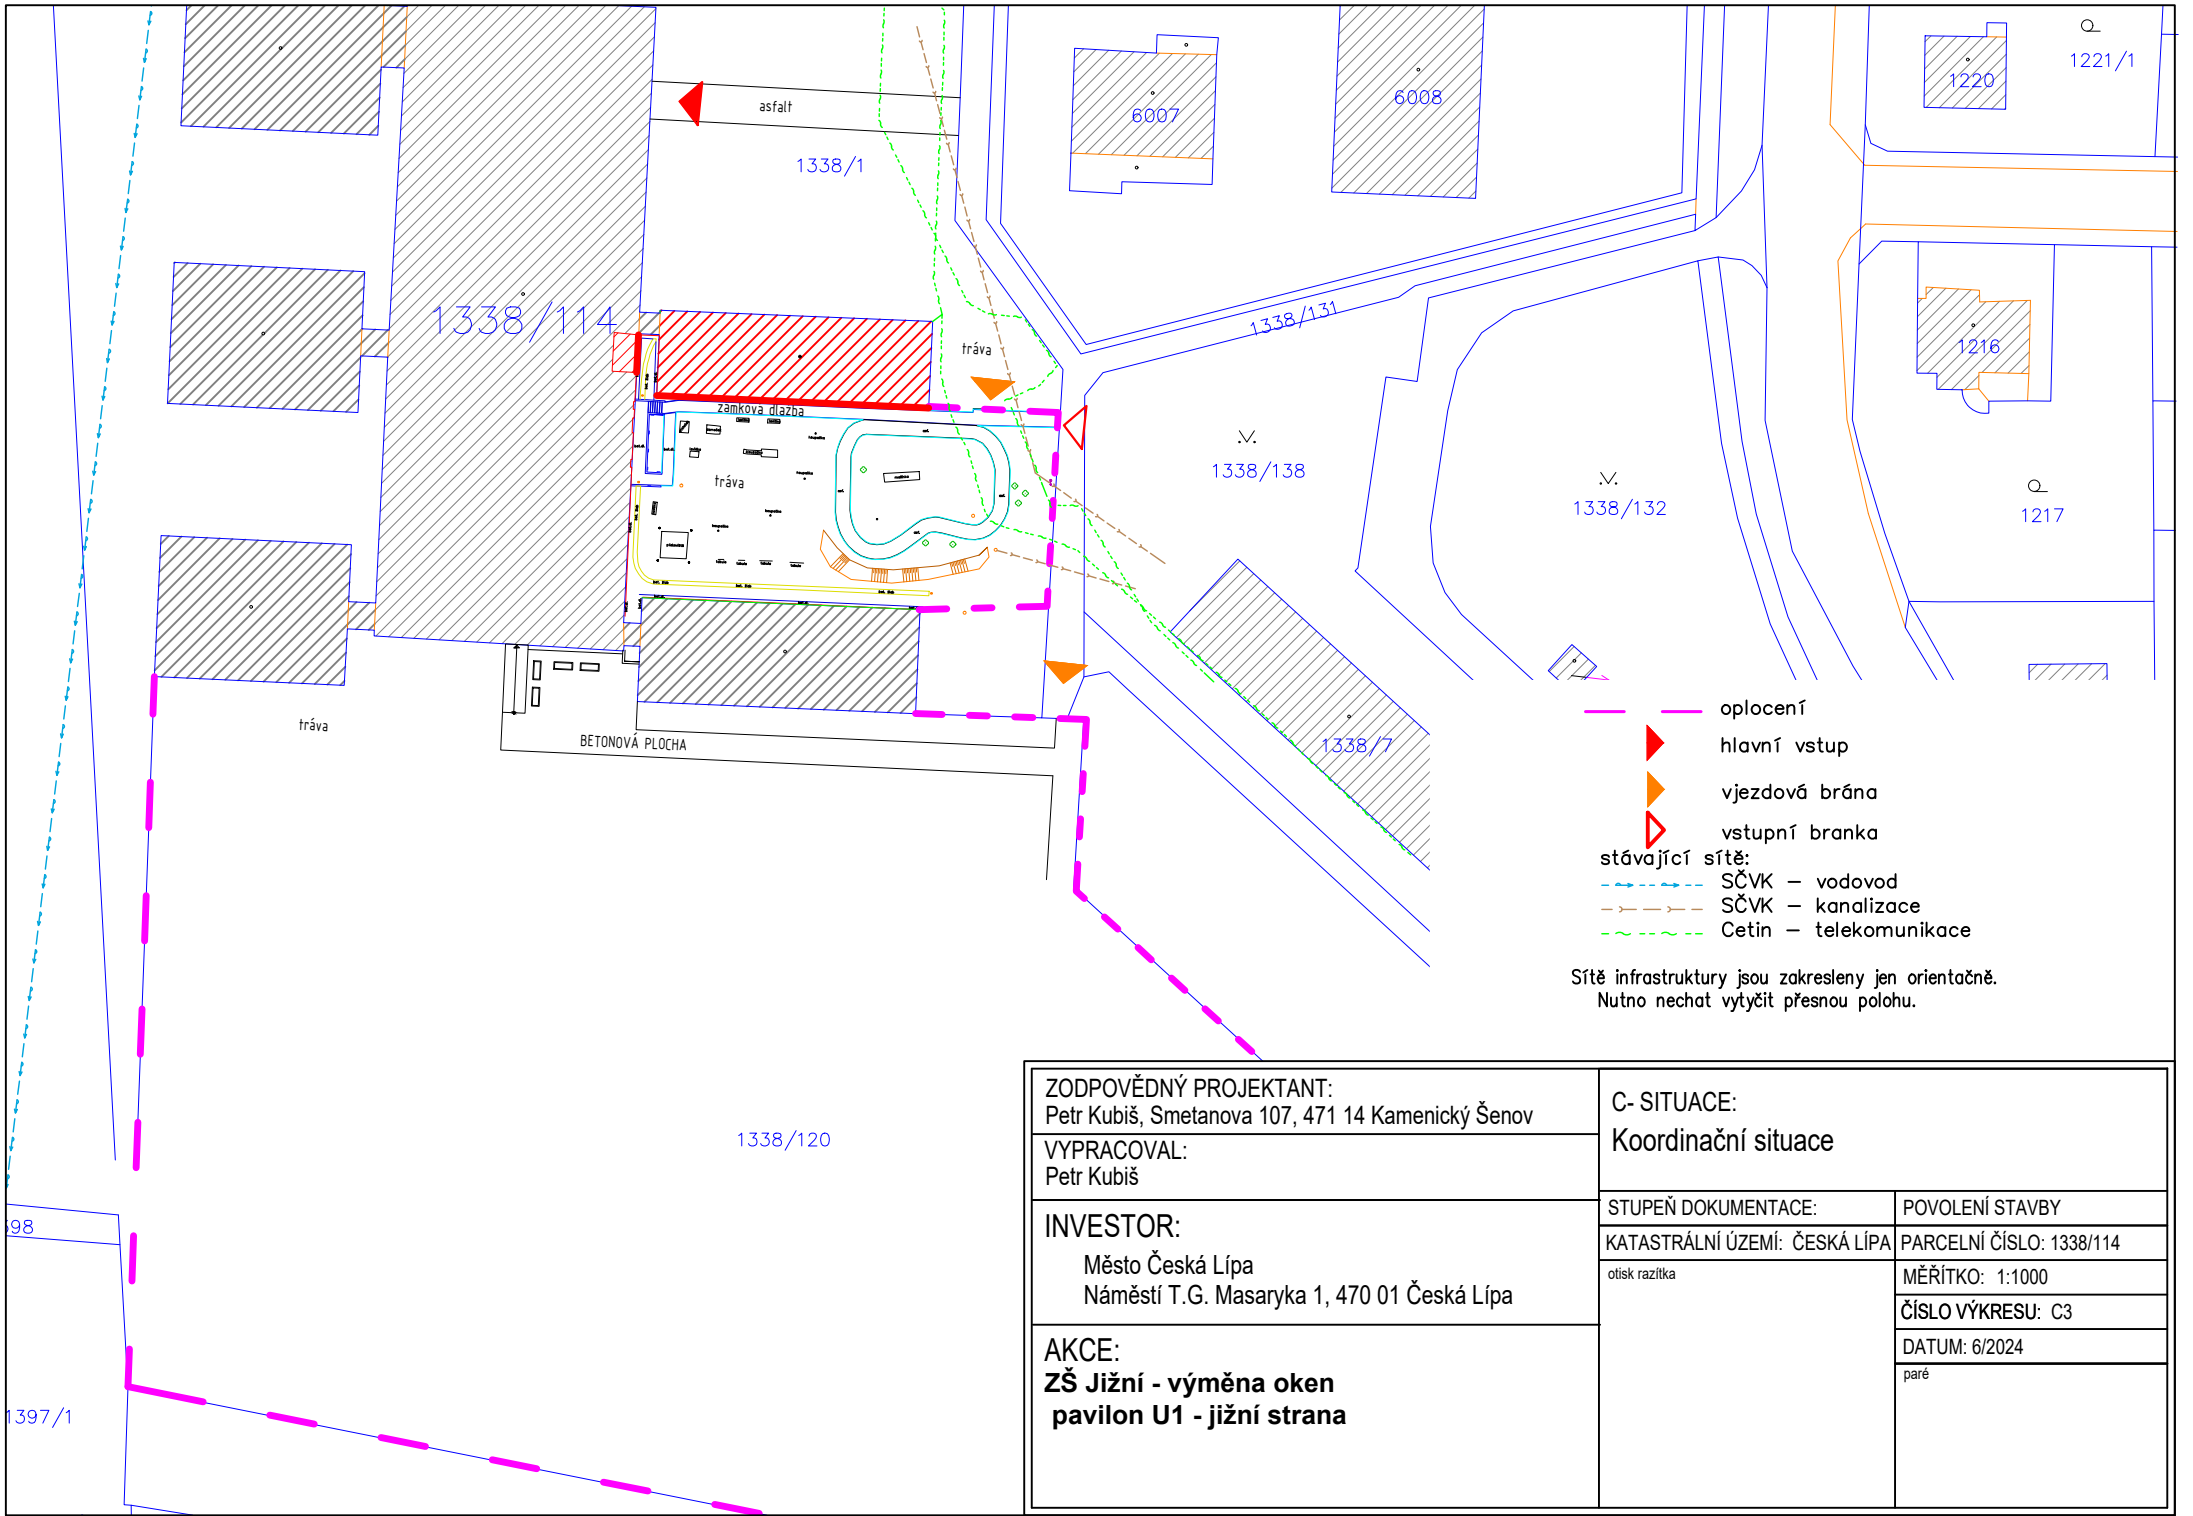 1221/1
1220
6008
6007
asfalt
1338/1
1338/114
1338/131
tráva
1216
zámková dlažba
1338/138
1338/132
tráva
1217
tráva
BETONOVÁ PLOCHA
1338/7
oplocení
hlavní vstup
vjezdová brána
vstupní branka
stávající sítě:
SČVK – vodovod
SČVK – kanalizace
Cetin – telekomunikace
Sítě infrastruktury jsou zakresleny jen orientačně.
Nutno nechat vytyčit přesnou polohu.
1338/120
1397/1
ZODPOVĚDNÝ PROJEKTANT:
Petr Kubiš, Smetanova 107, 471 14 Kamenický Šenov
VYPRACOVAL:
Petr Kubiš
INVESTOR:
Město Česká Lípa
Náměstí T.G. Masaryka 1, 470 01 Česká Lípa
AKCE:
ZŠ Jižní - výměna oken
pavilon U1 - jižní strana
C- SITUACE:
Koordinační situace
STUPEŇ DOKUMENTACE: POVOLENÍ STAVBY
KATASTRÁLNÍ ÚZEMÍ: ČESKÁ LÍPA PARCELNÍ ČÍSLO: 1338/114
otisk razítka
MĚŘÍTKO: 1:1000
ČÍSLO VÝKRESU: C3
DATUM: 6/2024
paré